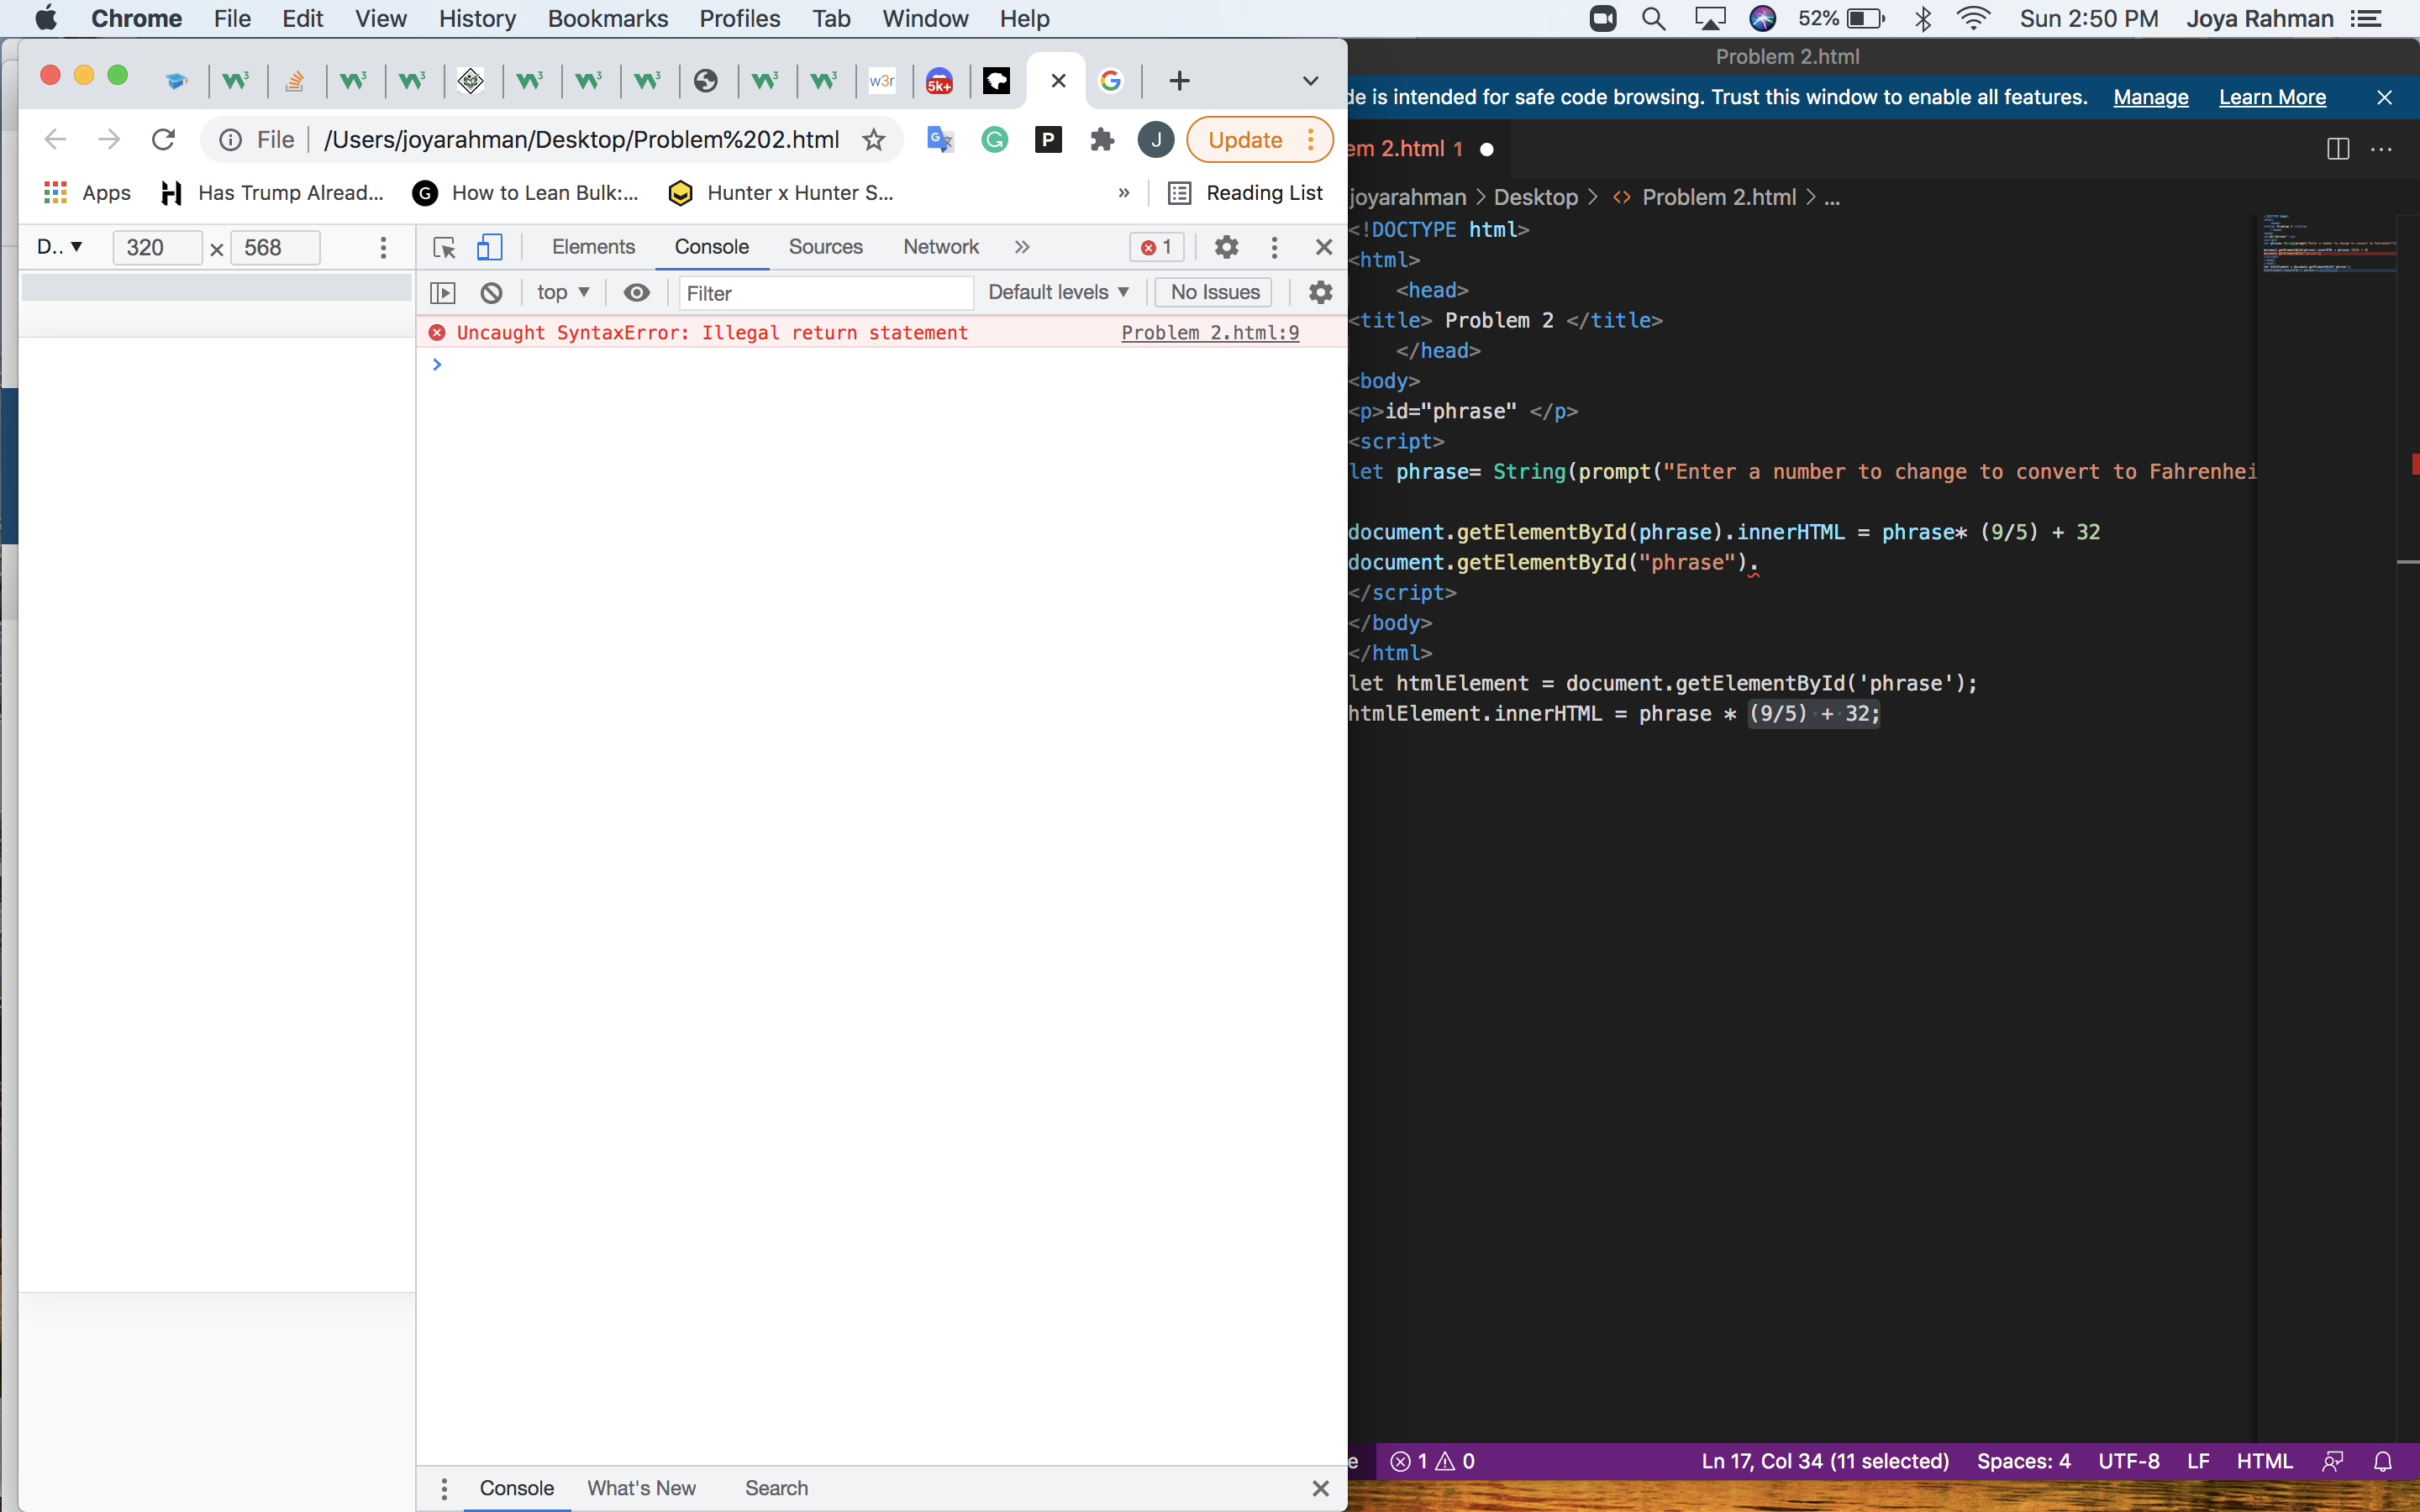 Chrome File Edit View History Bookmarks Profiles Tab Window Help 52% Sun 2:50 PM Joya Rahman
w3r 5k+
File /Users/joyarahman/Desktop/Problem%202.html P J Update
Apps Has Trump Alread... G How to Lean Bulk:... Hunter x Hunter S... » Reading List
D.. 320 × 568 Elements Console Sources Network » 1
top Filter Default levels No Issues
Uncaught SyntaxError: Illegal return statement Problem 2.html:9
Console What's New Search
Problem 2.html
de is intended for safe code browsing. Trust this window to enable all features. Manage Learn More
em 2.html 1
joyarahman > Desktop > <> Problem 2.html > ...
<!DOCTYPE html>
<html>
<head>
<title> Problem 2 </title>
</head>
<body>
<p>id="phrase" </p>
<script>
let phrase= String(prompt("Enter a number to change to convert to Fahrenhei
document.getElementById(phrase).innerHTML = phrase* (9/5) + 32
document.getElementById("phrase").
</script>
</body>
</html>
let htmlElement = document.getElementById('phrase');
htmlElement.innerHTML = phrase * (9/5) + 32;
e 1 0 Ln 17, Col 34 (11 selected) Spaces: 4 UTF-8 LF HTML